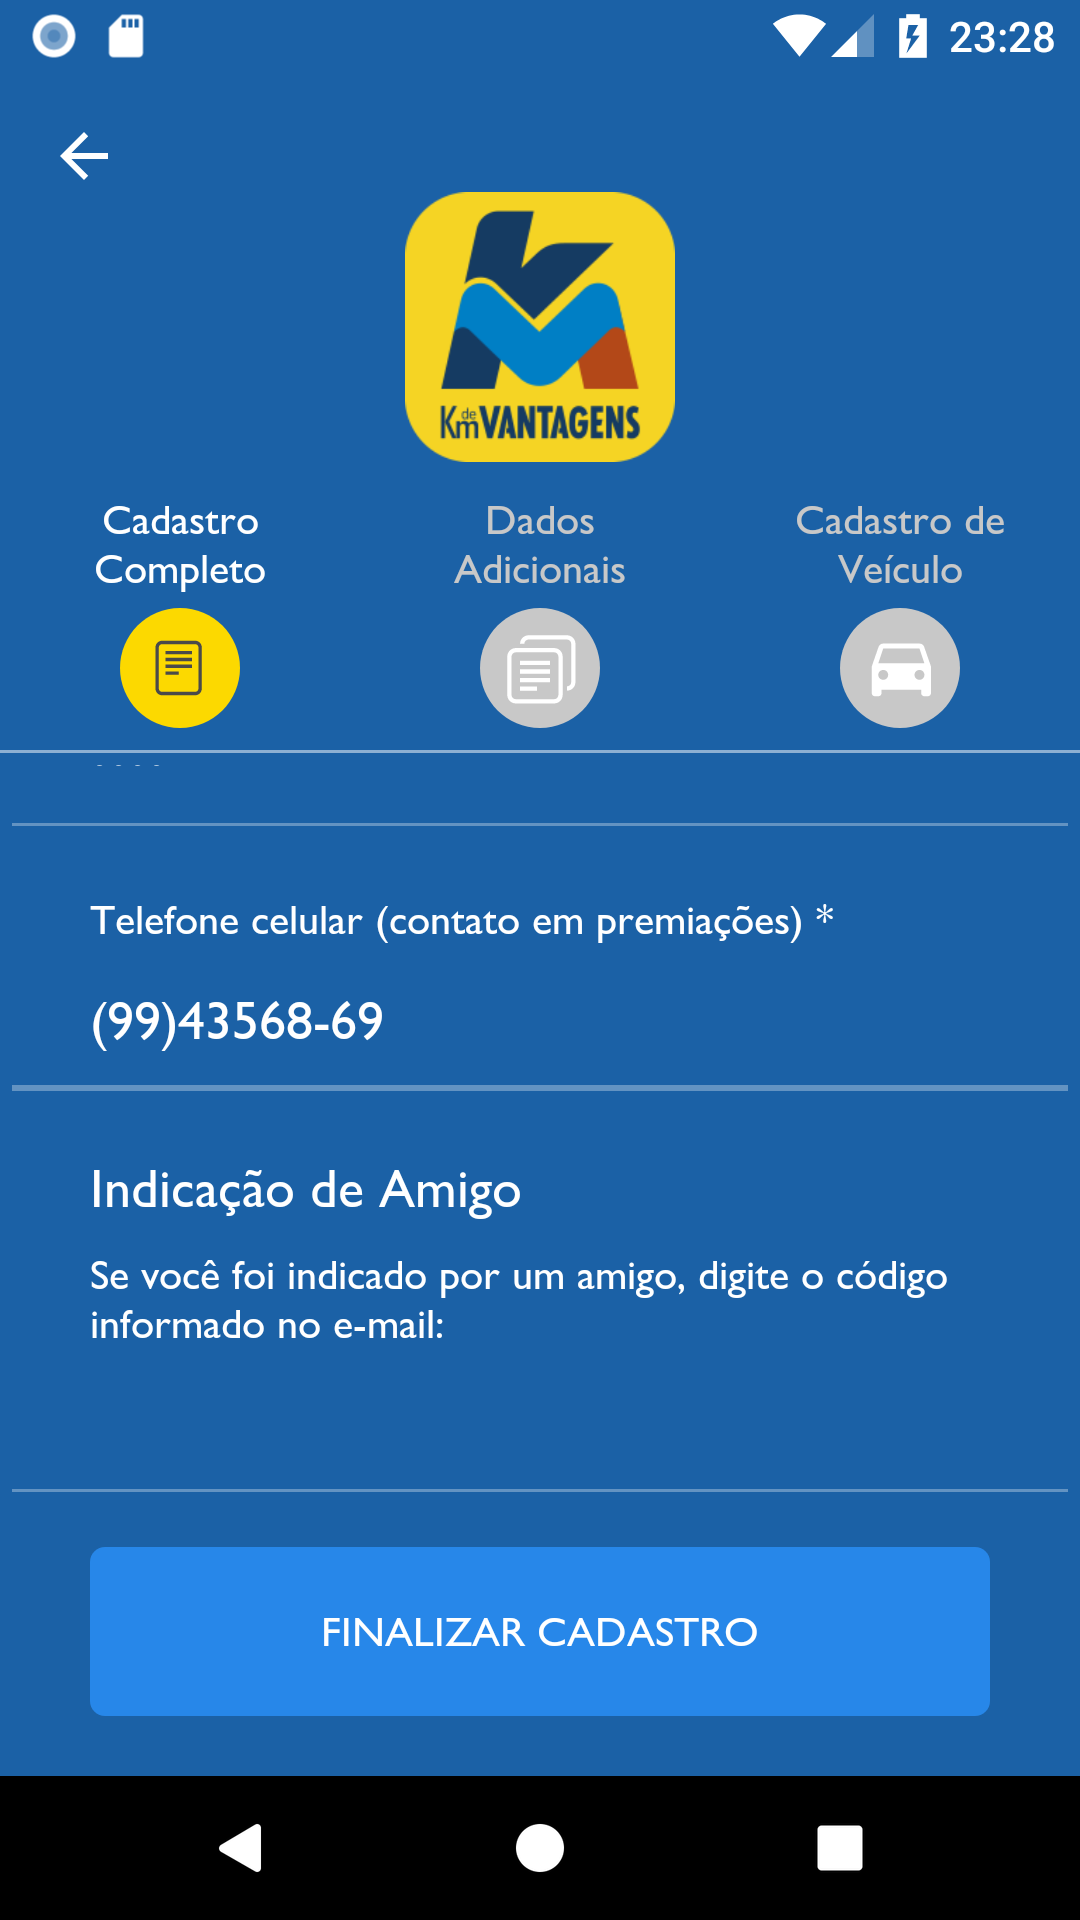 23:28
Km de VANTAGENS
Cadastro
Completo
Dados
Adicionais
Cadastro de
Veículo
Telefone celular (contato em premiações) *
(99)43568-69
Indicação de Amigo
Se você foi indicado por um amigo, digite o código
informado no e-mail:
FINALIZAR CADASTRO